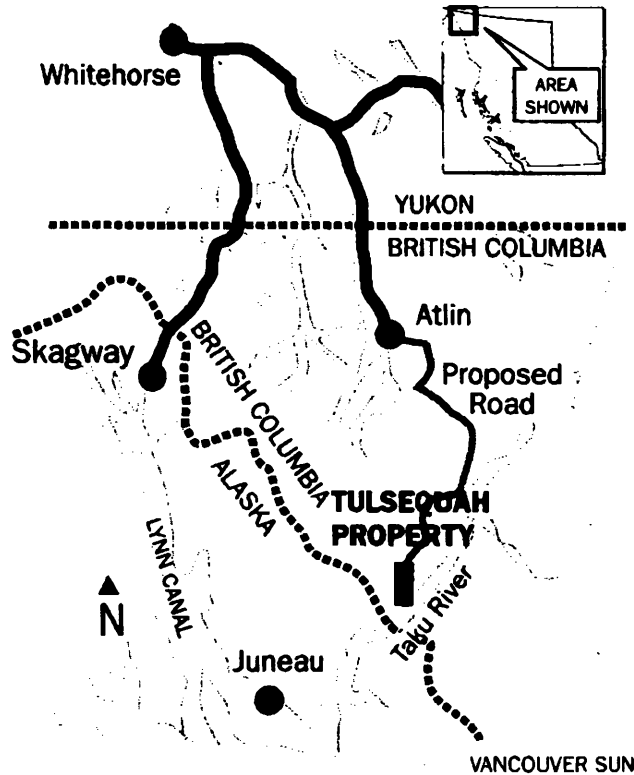 Whitehorse
AREA
SHOWN
YUKON
BRITISH COLUMBIA
Atlin
Skagway
Proposed
Road
BRITISH COLUMBIA
ALASKA
TULSEQUAH
PROPERTY
LYNN CANAL
Taku River
N
Juneau
VANCOUVER SUN